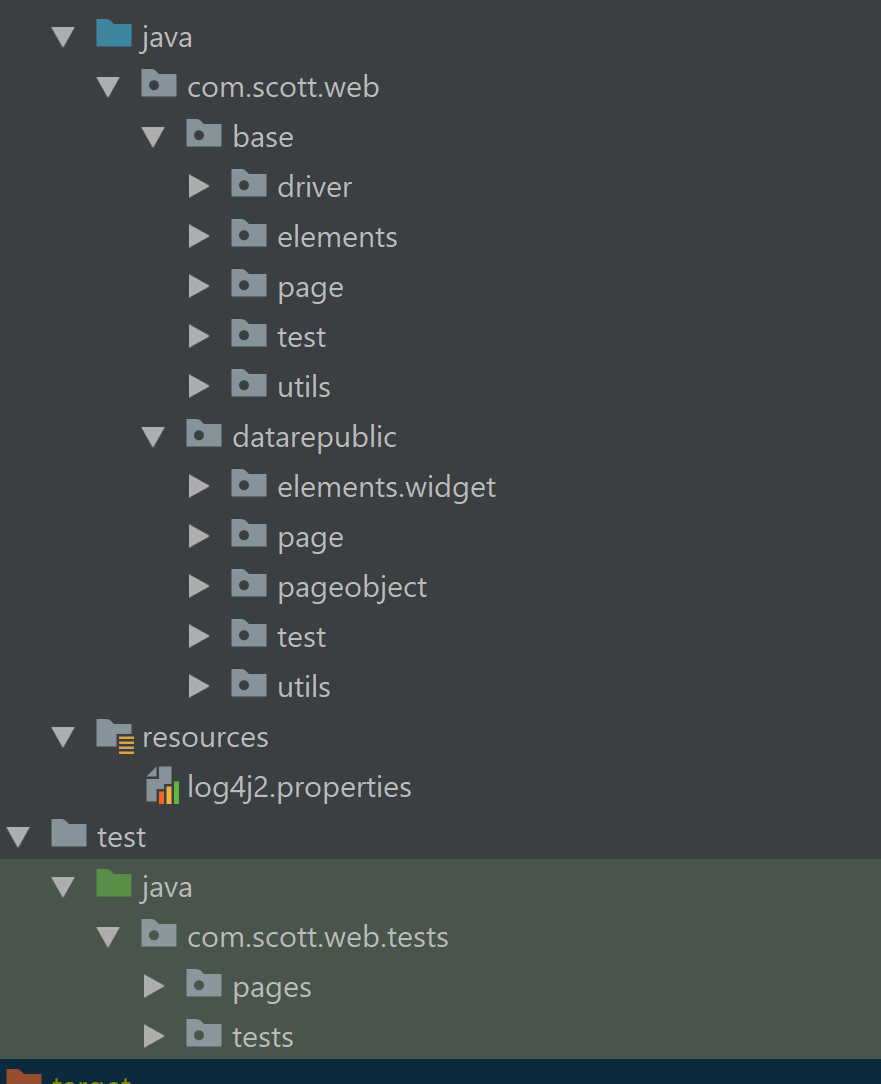 java
com.scott.web
base
driver
elements
page
test
utils
datarepublic
elements.widget
page
pageobject
test
utils
resources
log4j2.properties
test
java
com.scott.web.tests
pages
tests
target